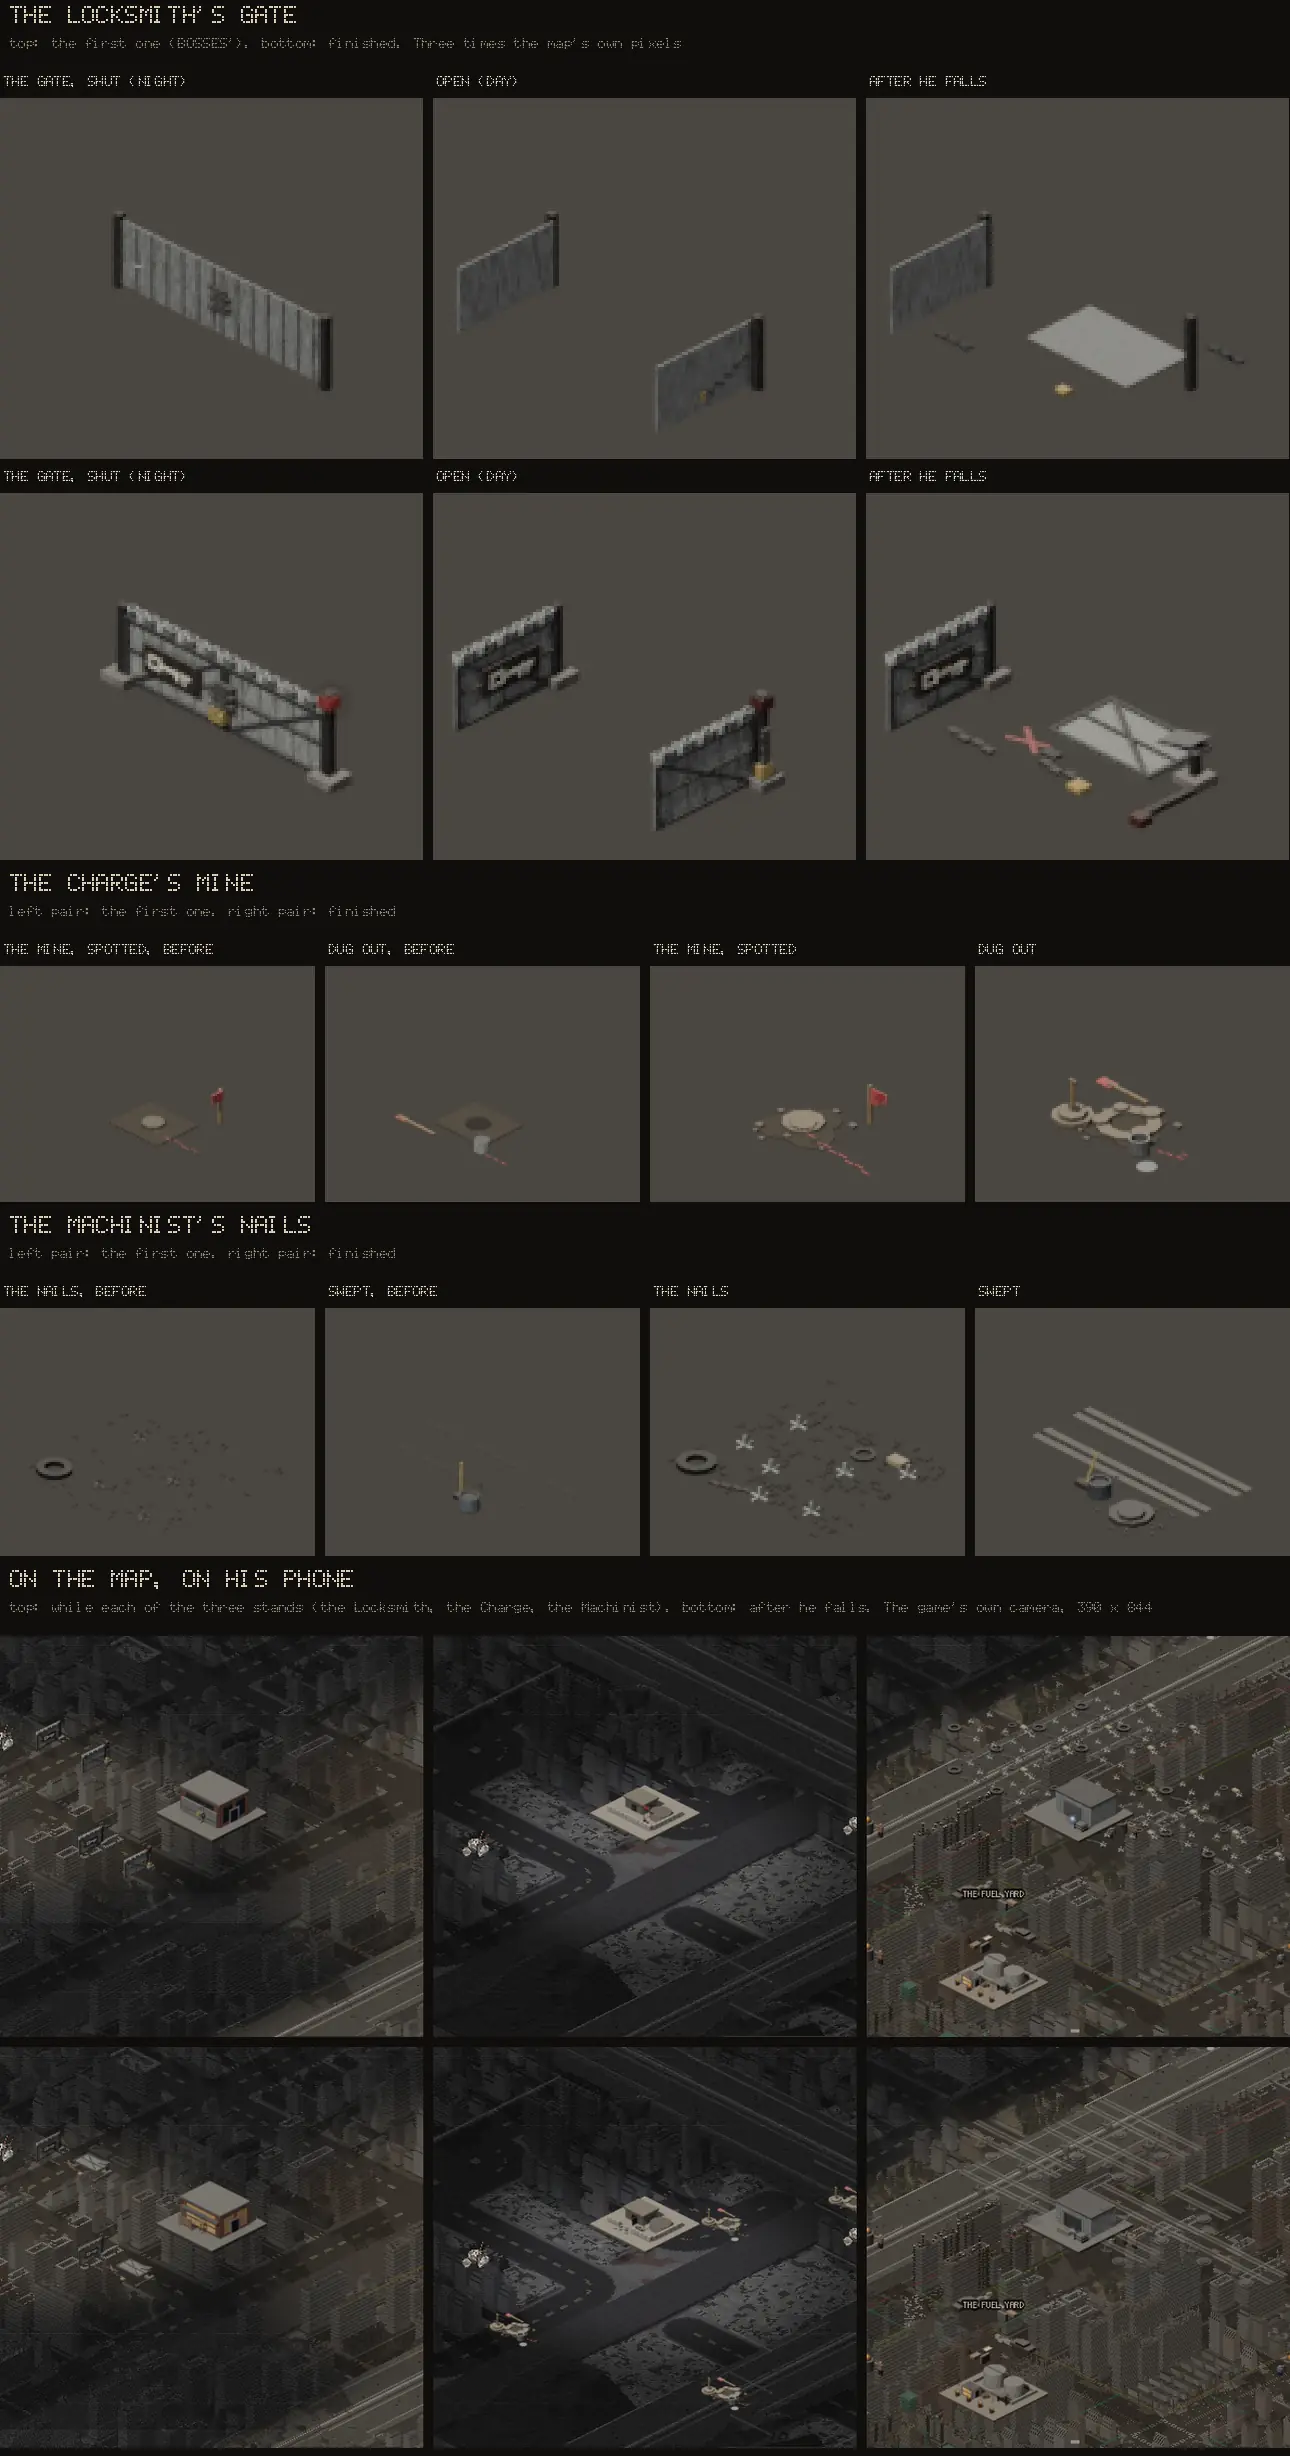 THE LOCKSMITH'S GATE
top: the first one (BOSSES'). bottom: finished. Three times the map's own pixels
THE GATE, SHUT (NIGHT) OPEN (DAY) AFTER HE FALLS
THE GATE, SHUT (NIGHT) OPEN (DAY) AFTER HE FALLS
THE CHARGE'S MINE
left pair: the first one. right pair: finished
THE MINE, SPOTTED, BEFORE DUG OUT, BEFORE THE MINE, SPOTTED DUG OUT
THE MACHINIST'S NAILS
left pair: the first one. right pair: finished
THE NAILS, BEFORE SWEPT, BEFORE THE NAILS SWEPT
ON THE MAP, ON HIS PHONE
top: while each of the three stands (the Locksmith, the Charge, the Machinist). bottom: after he falls. The game's own camera, 390 x 844
THE FUEL YARD
THE FUEL YARD